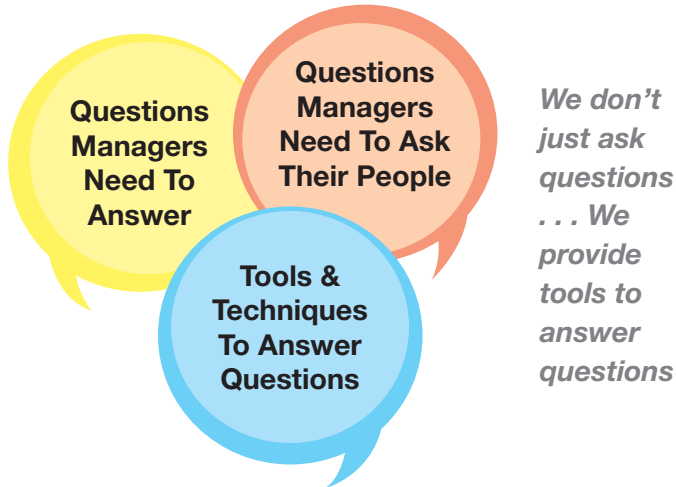 Questions
Managers
Need To
Answer
Questions
Managers
Need To Ask
Their People
Tools &
Techniques
To Answer
Questions
We don’t
just ask
questions
. . . We
provide
tools to
answer
questions